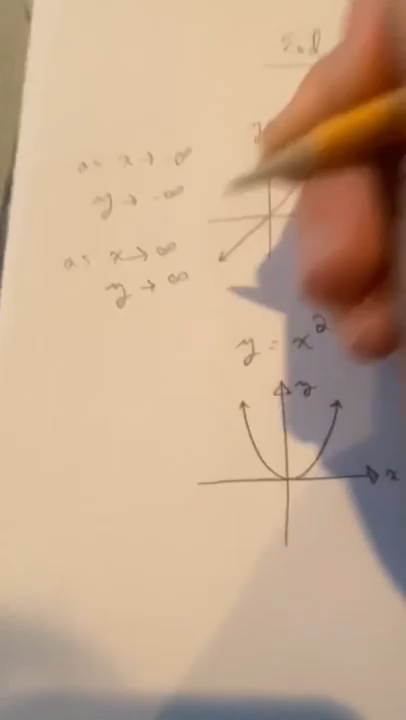 as x → -∞
y → -∞
as x → ∞
y → ∞
y
y = x²
y
x